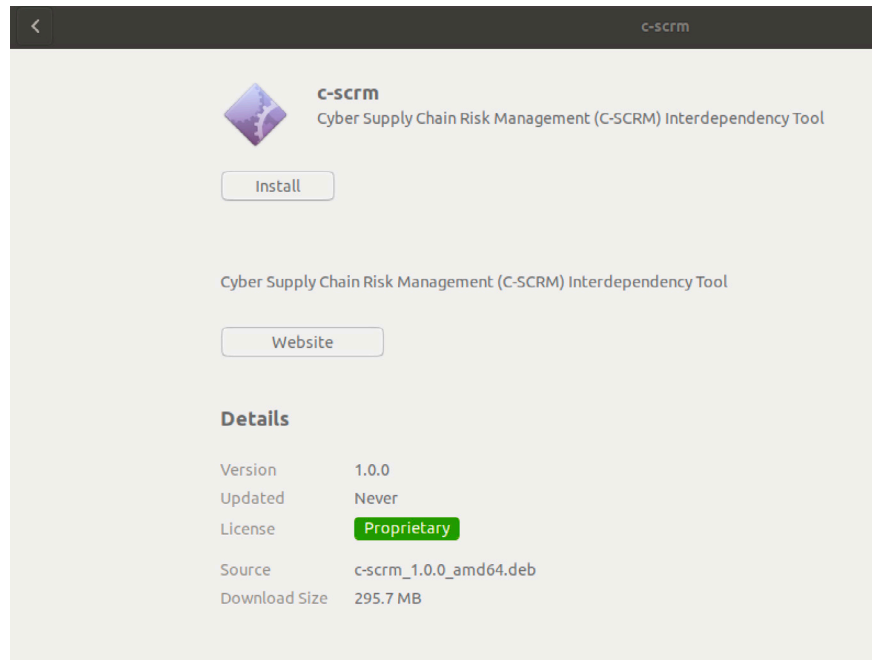 c-scrm
c-scrm
Cyber Supply Chain Risk Management (C-SCRM) Interdependency Tool
Install
Cyber Supply Chain Risk Management (C-SCRM) Interdependency Tool
Website
Details
Version 1.0.0
Updated Never
License Proprietary
Source c-scrm_1.0.0_amd64.deb
Download Size 295.7 MB